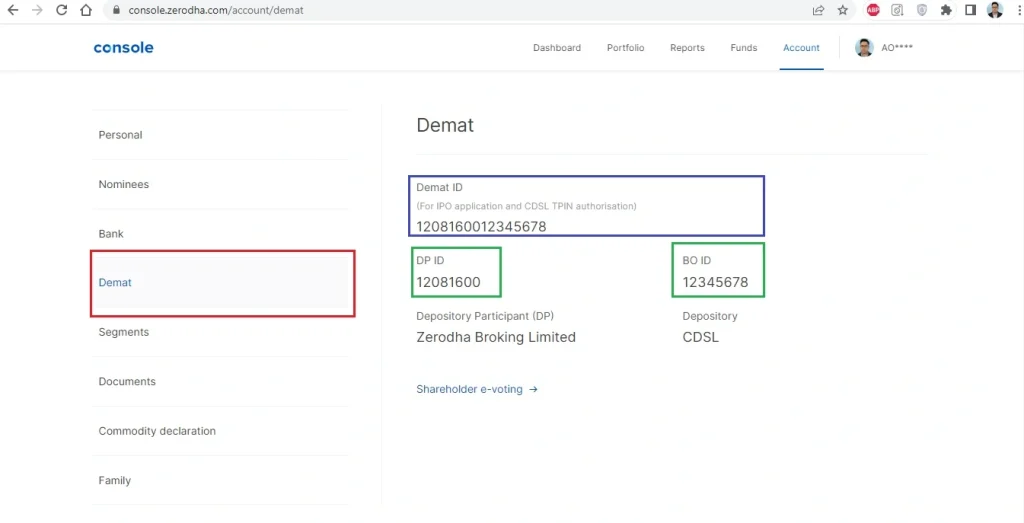 console.zerodha.com/account/demat
ABP
console
Dashboard Portfolio Reports Funds Account AO****
Personal
Nominees
Bank
Demat
Segments
Documents
Commodity declaration
Family
Demat
Demat ID
(For IPO application and CDSL TPIN authorisation)
1208160012345678
DP ID BO ID
12081600 12345678
Depository Participant (DP) Depository
Zerodha Broking Limited CDSL
Shareholder e-voting →